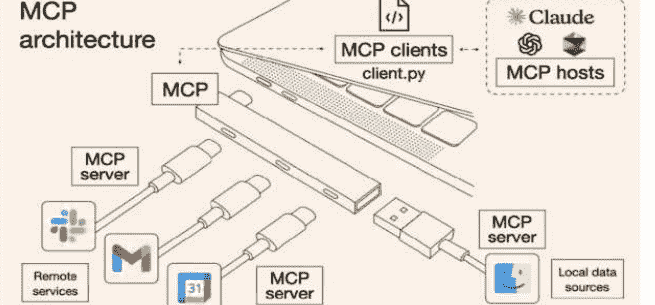 MCP
architecture
</>
Claude
MCP clients
client.py
MCP hosts
MCP
MCP
server
MCP
server
31
MCP
server
Remote
services
Local data
sources